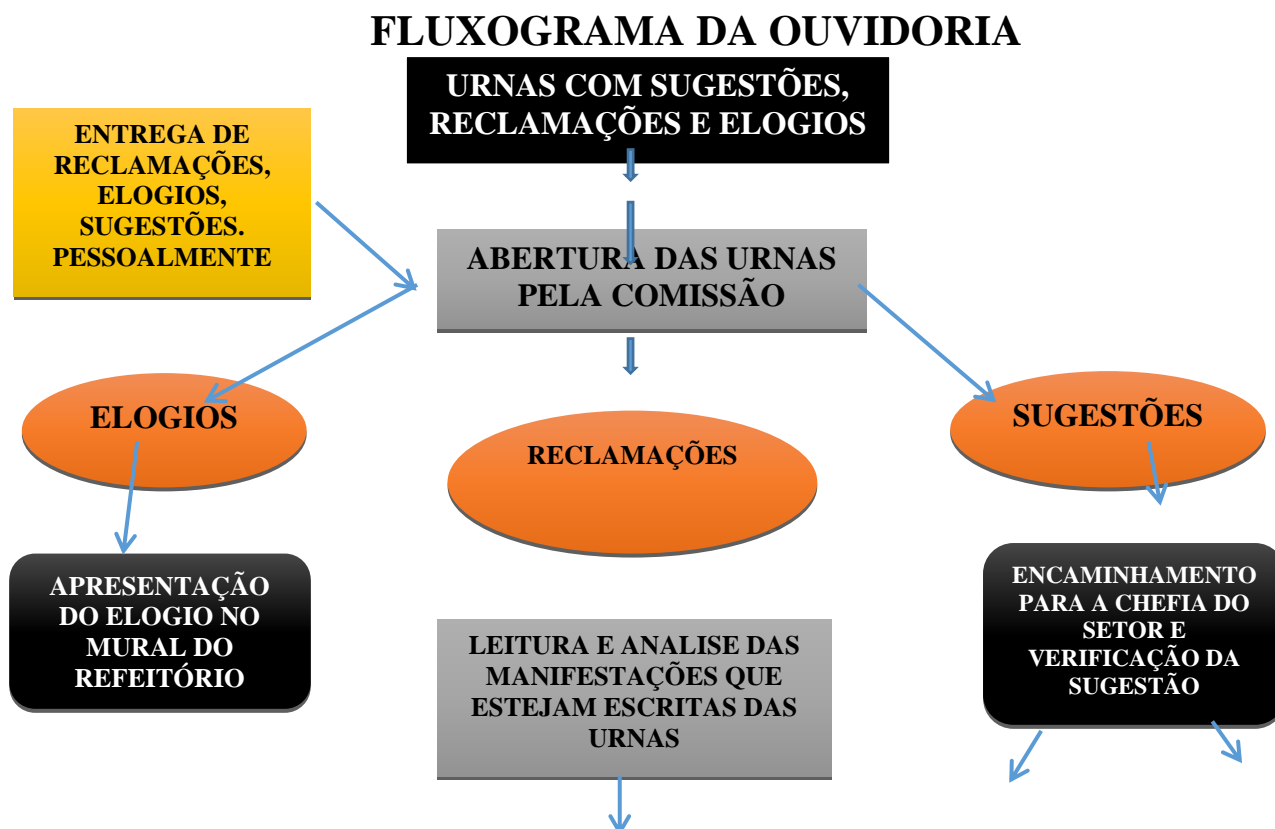 FLUXOGRAMA DA OUVIDORIA
URNAS COM SUGESTÕES,
RECLAMAÇÕES E ELOGIOS
ENTREGA DE
RECLAMAÇÕES,
ELOGIOS,
SUGESTÕES.
PESSOALMENTE
ABERTURA DAS URNAS
PELA COMISSÃO
ELOGIOS
RECLAMAÇÕES
SUGESTÕES
APRESENTAÇÃO
DO ELOGIO NO
MURAL DO
REFEITÓRIO
LEITURA E ANALISE DAS
MANIFESTAÇÕES QUE
ESTEJAM ESCRITAS DAS
URNAS
ENCAMINHAMENTO
PARA A CHEFIA DO
SETOR E
VERIFICAÇÃO DA
SUGESTÃO